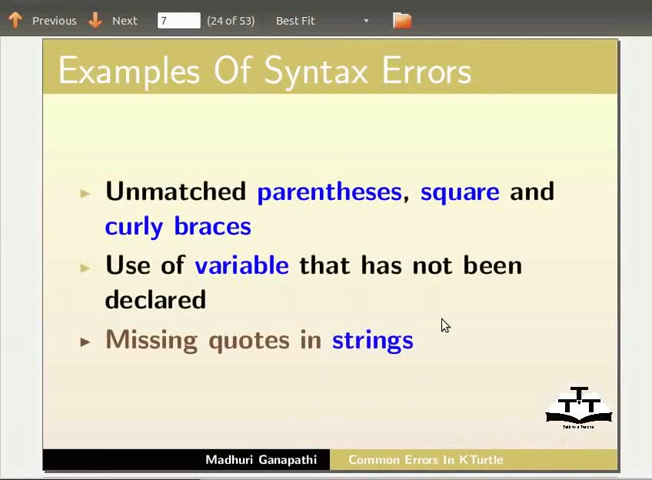 Previous Next 7 (24 of 53) Best Fit
Examples Of Syntax Errors
Unmatched parentheses, square and
curly braces
Use of variable that has not been
declared
Missing quotes in strings
T T T
Madhuri Ganapathi Common Errors In KTurtle